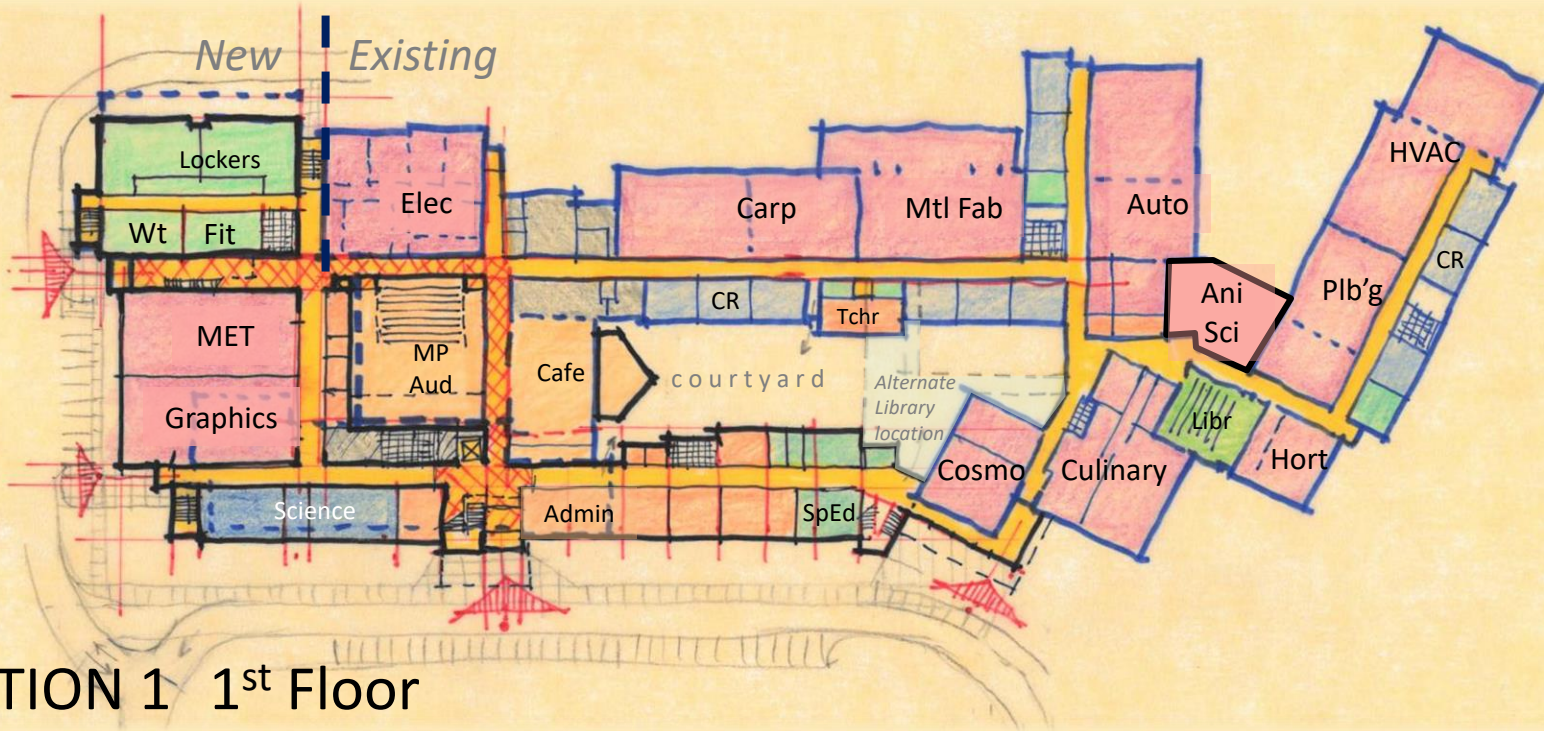 New
Existing
Lockers
Wt
Fit
Elec
Carp
Mtl Fab
Auto
HVAC
CR
Plb'g
Ani
Sci
MET
Graphics
MP
Aud
Cafe
courtyard
CR
Tchr
Alternate
Library
location
Cosmo
Culinary
Libr
Hort
Science
Admin
SpEd
TION 1 1st Floor